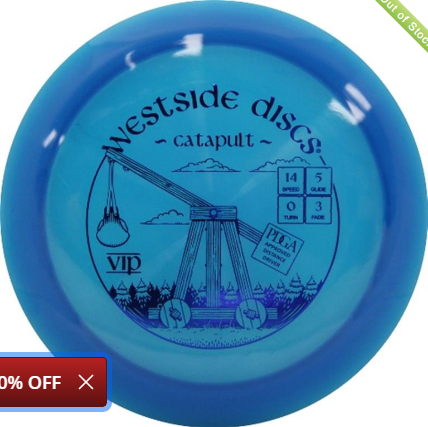 Out of Stoc
WESTSIDE DISCS
~ CATAPULT ~
14 5
SPEED GLIDE
0 3
TURN FADE
PDGA
APPROVED
DISTANCE
DRIVER
VIP
0% OFF